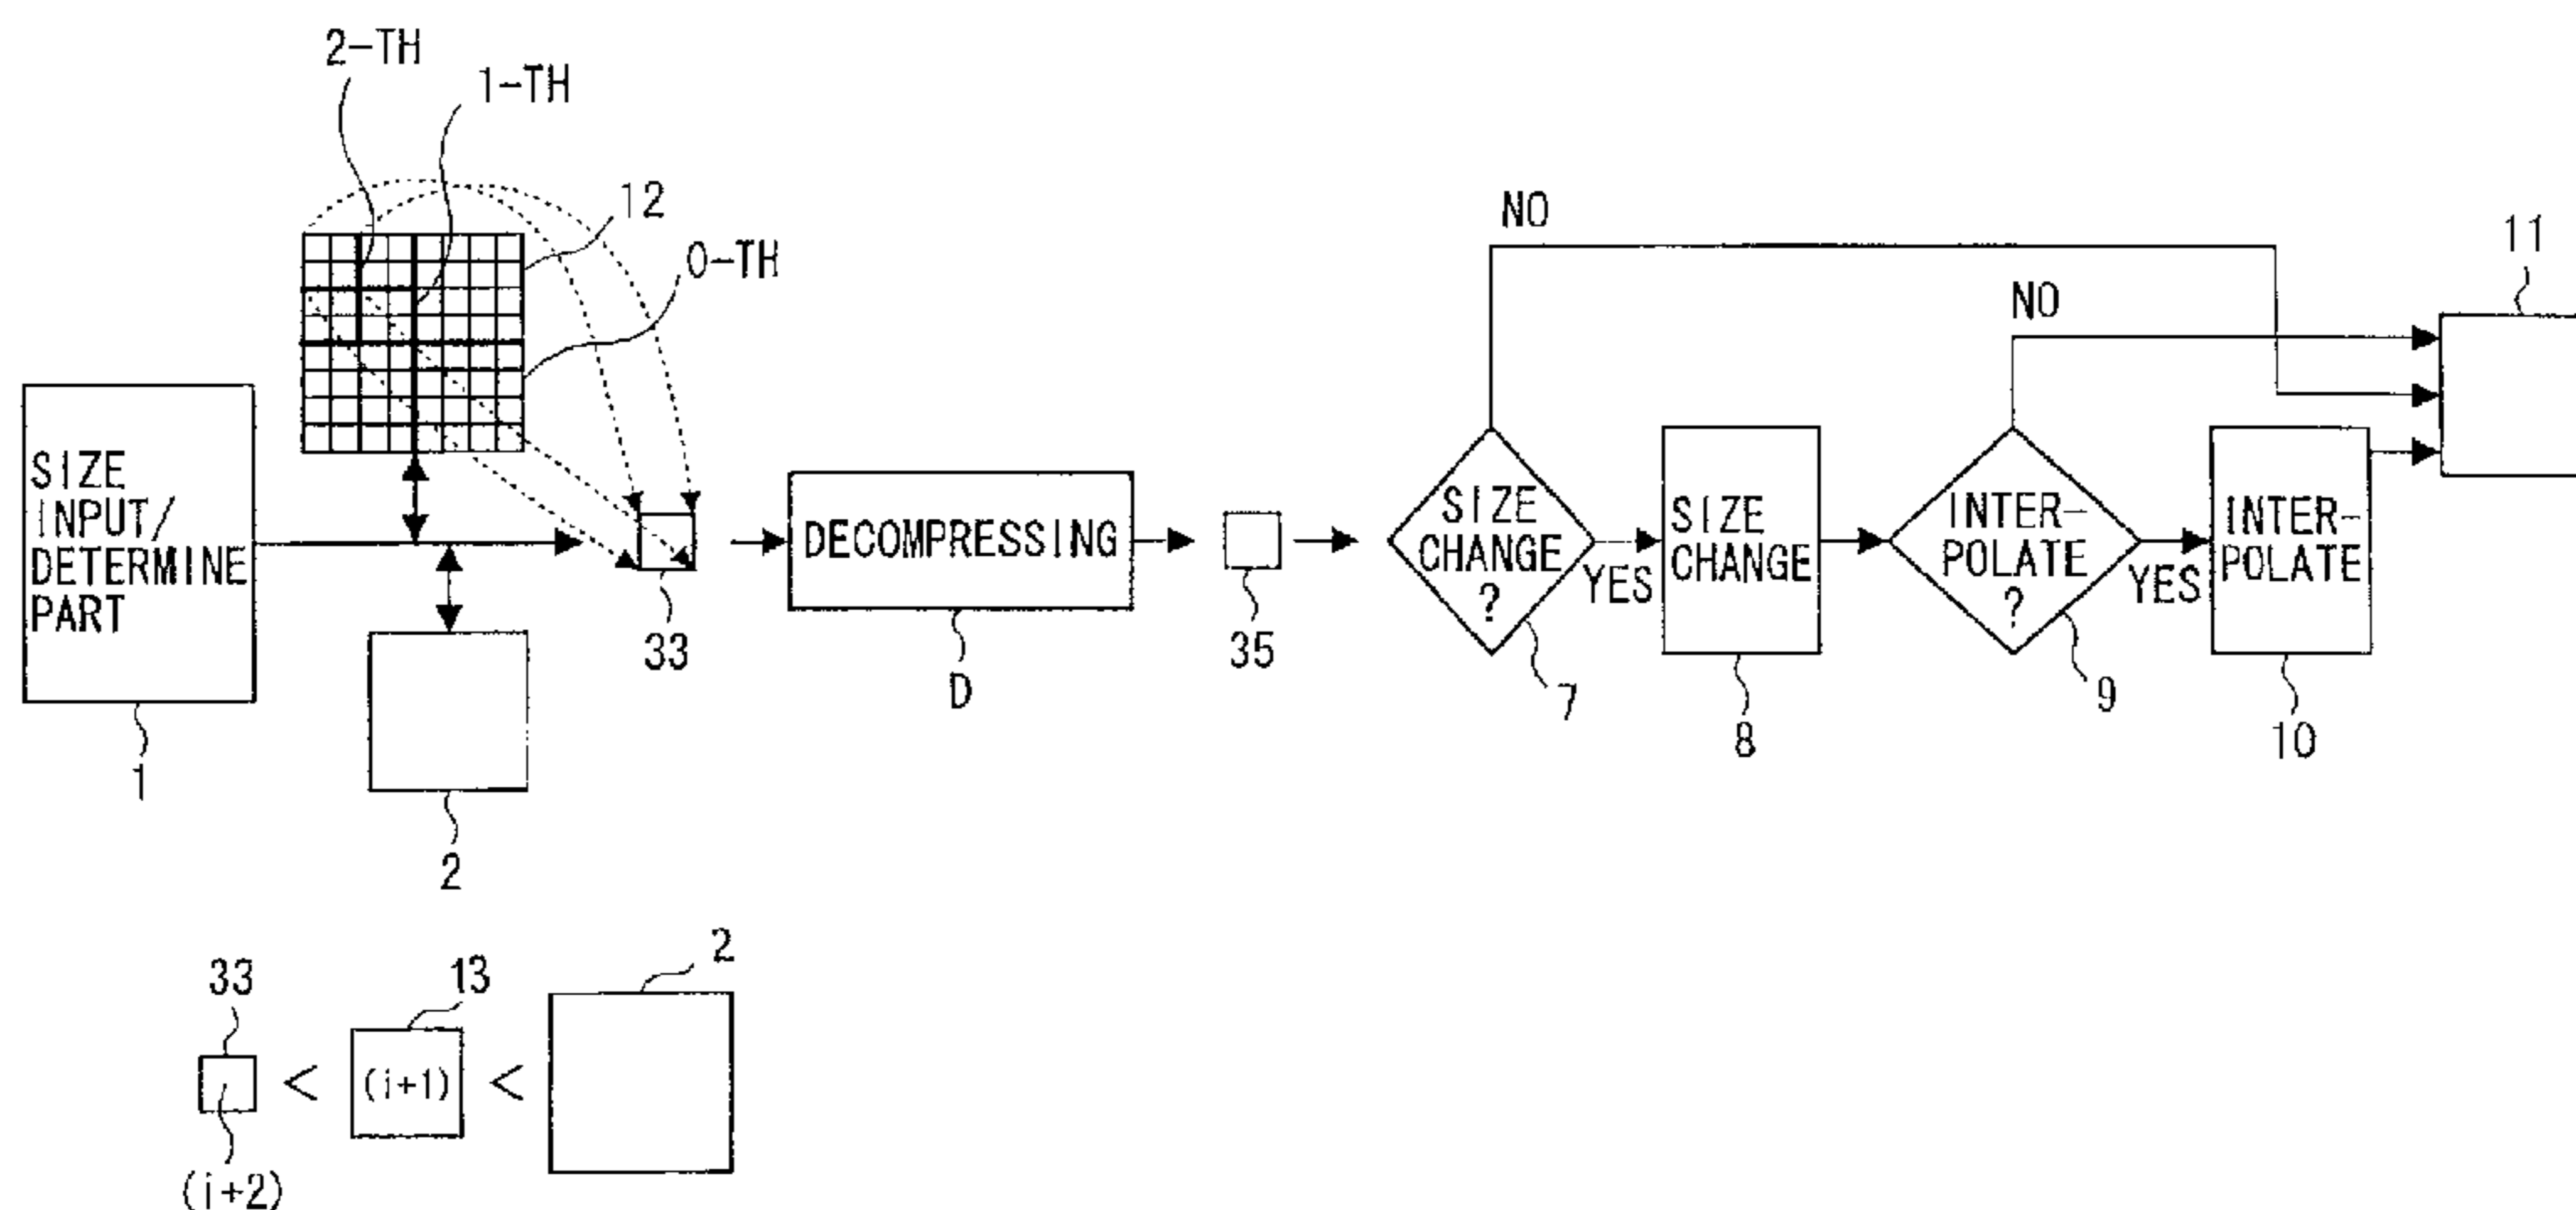 2-TH
1-TH
12
0-TH
NO
11
NO
SIZE
INPUT/
DETERMINE
PART
DECOMPRESSING
SIZE
CHANGE
?
YES
SIZE
CHANGE
INTER-
POLATE
?
YES
INTER-
POLATE
33
35
D
7
8
9
10
1
2
33
13
2
<
(i+1)
<
(i+2)